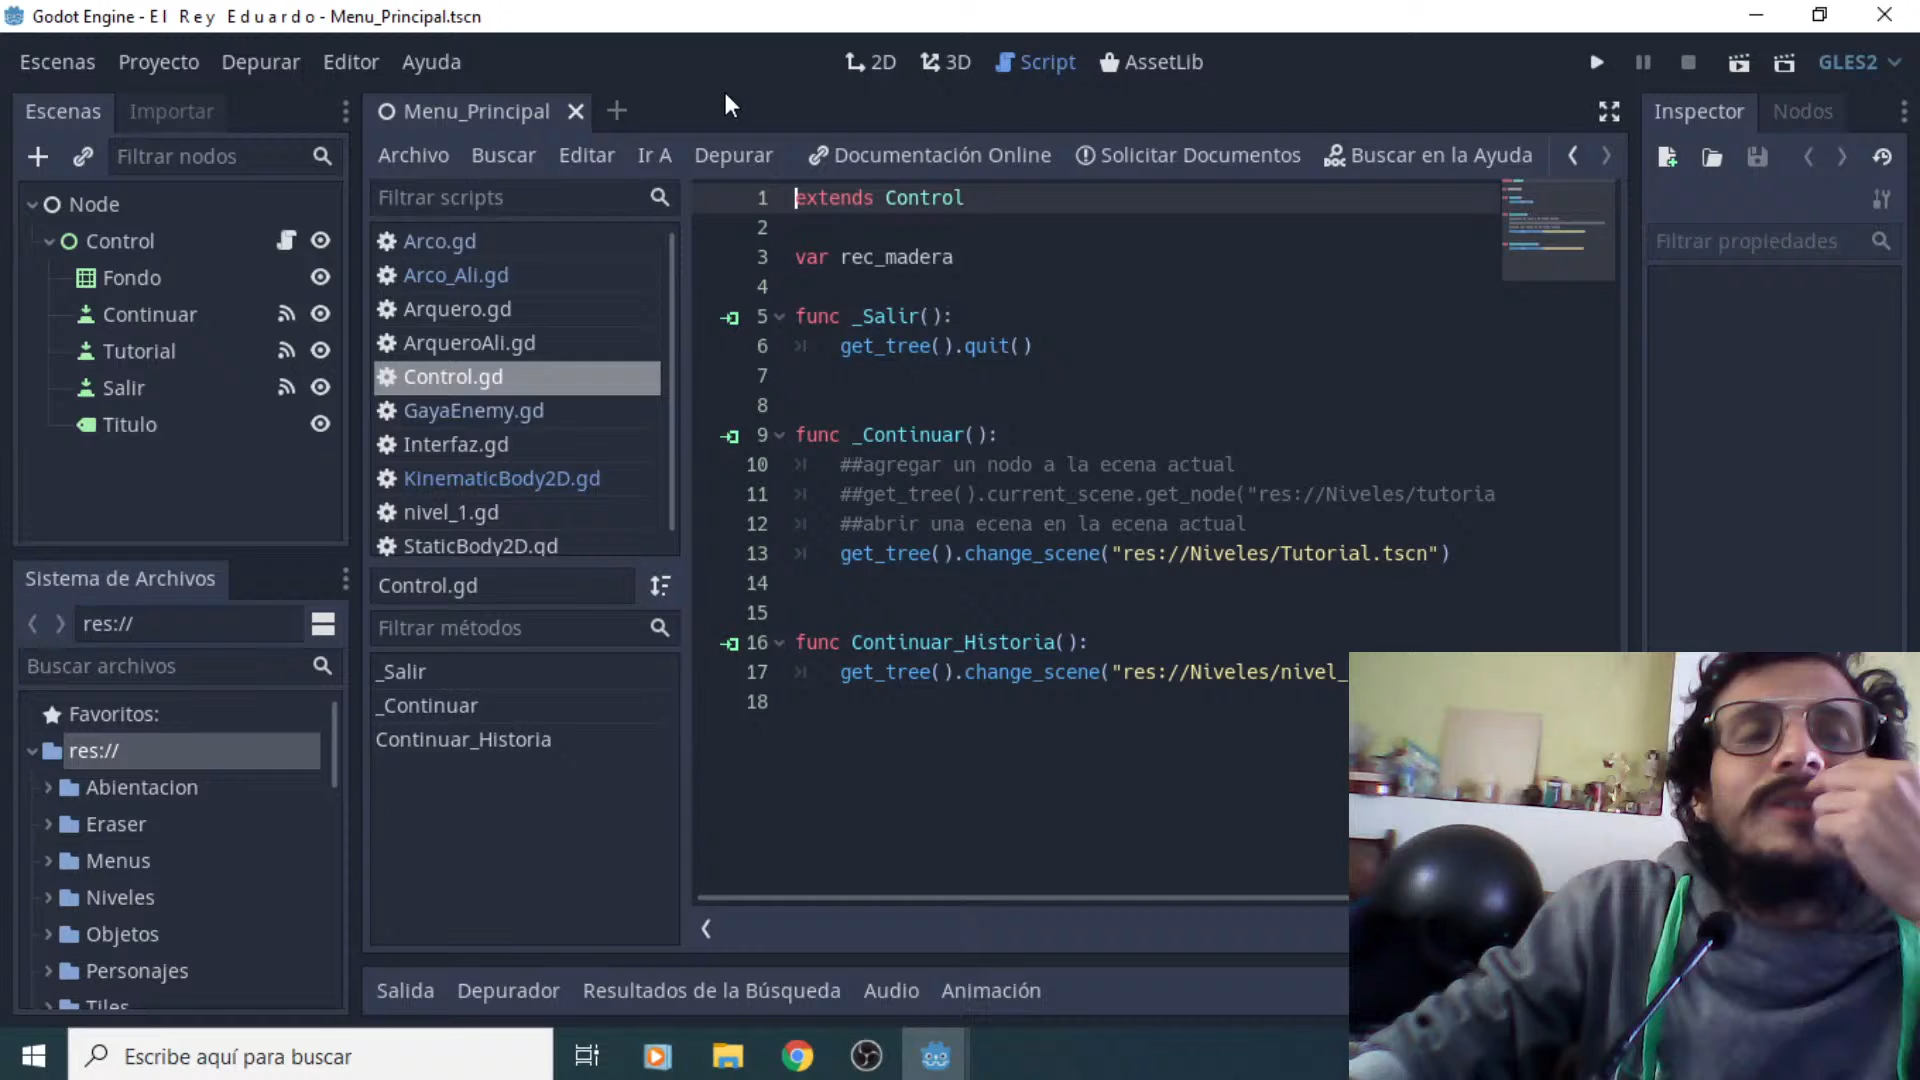 Godot Engine - El Rey Eduardo - Menu_Principal.tscn
Escenas Proyecto Depurar Editor Ayuda
2D 3D Script AssetLib
GLES2
Escenas Importar
Filtrar nodos
Node
Control
Fondo
Continuar
Tutorial
Salir
Titulo
Sistema de Archivos
res://
Buscar archivos
Favoritos:
res://
Abientacion
Eraser
Menus
Niveles
Objetos
Personajes
Tiles
Menu_Principal
Archivo Buscar Editar Ir A Depurar Documentación Online Solicitar Documentos Buscar en la Ayuda
Filtrar scripts
Arco.gd
Arco_Ali.gd
Arquero.gd
ArqueroAli.gd
Control.gd
GayaEnemy.gd
Interfaz.gd
KinematicBody2D.gd
nivel_1.gd
StaticBody2D.gd
Control.gd
Filtrar métodos
_Salir
_Continuar
Continuar_Historia
1 extends Control
2
3 var rec_madera
4
5 func _Salir():
6 get_tree().quit()
7
8
9 func _Continuar():
10 ##agregar un nodo a la ecena actual
11 ##get_tree().current_scene.get_node("res://Niveles/tutoria
12 ##abrir una ecena en la ecena actual
13 get_tree().change_scene("res://Niveles/Tutorial.tscn")
14
15
16 func Continuar_Historia():
17 get_tree().change_scene("res://Niveles/nivel_
18
Salida Depurador Resultados de la Búsqueda Audio Animación
Inspector Nodos
Filtrar propiedades
Escribe aquí para buscar